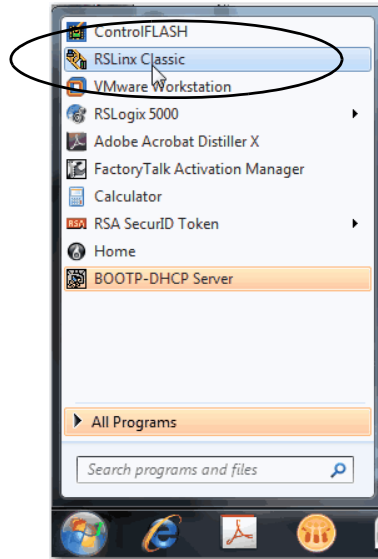 ControlFLASH
RSLinx Classic
VMware Workstation
RSLogix 5000
Adobe Acrobat Distiller X
FactoryTalk Activation Manager
Calculator
RSA RSA SecurID Token
Home
BOOTP-DHCP Server
All Programs
Search programs and files